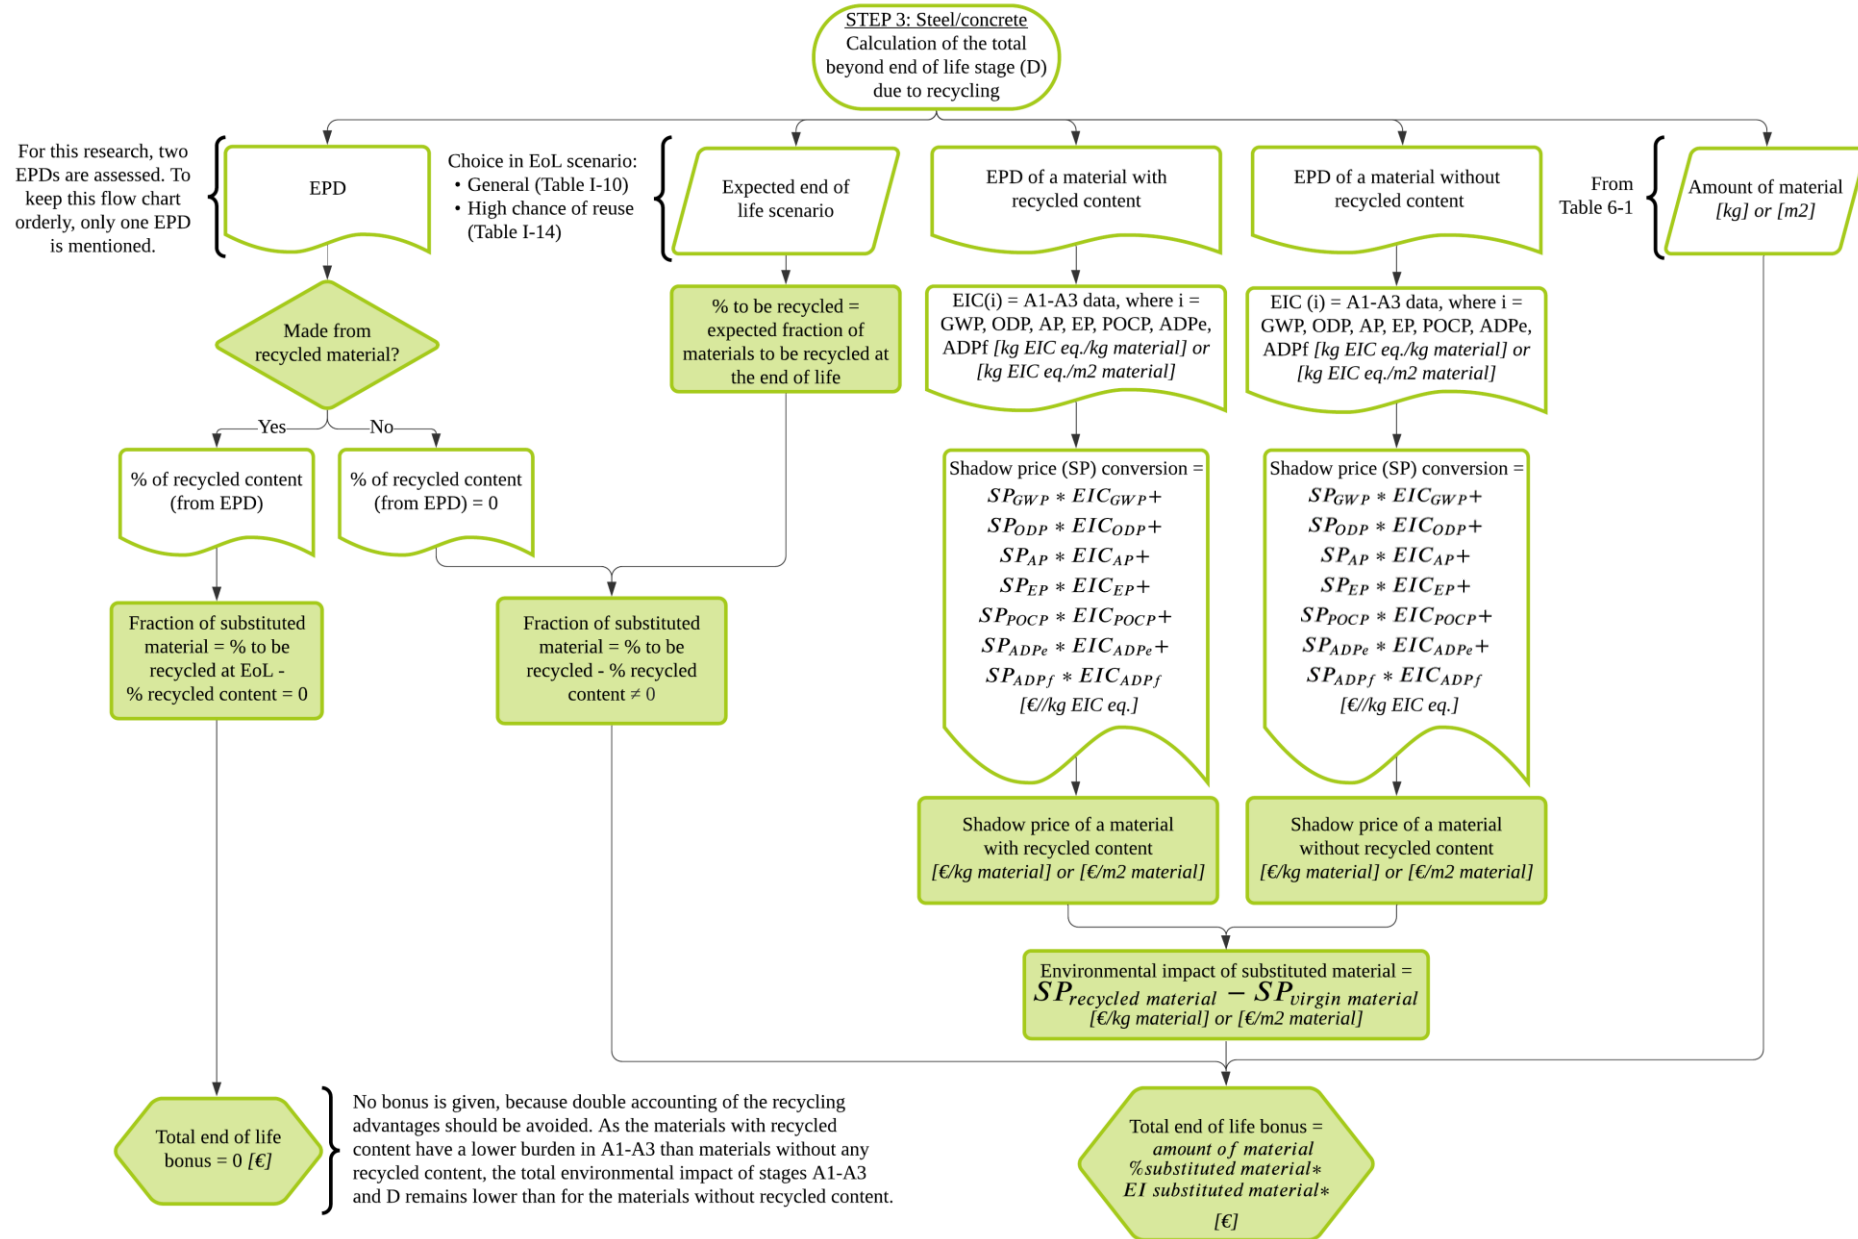 STEP 3: Steel/concrete
Calculation of the total
beyond end of life stage (D)
due to recycling
For this research, two
EPDs are assessed. To
keep this flow chart
orderly, only one EPD
is mentioned.
EPD
Choice in EoL scenario:
• General (Table I-10)
• High chance of reuse
(Table I-14)
Expected end of
life scenario
EPD of a material with
recycled content
EPD of a material without
recycled content
From
Table 6-1
Amount of material
[kg] or [m2]
Made from
recycled material?
% to be recycled =
expected fraction of
materials to be recycled at
the end of life
EIC(i) = A1-A3 data, where i =
GWP, ODP, AP, EP, POCP, ADPe,
ADPf [kg EIC eq./kg material] or
[kg EIC eq./m2 material]
EIC (i) = A1-A3 data, where i =
GWP, ODP, AP, EP, POCP, ADPe,
ADPf [kg EIC eq./kg material] or
[kg EIC eq./m2 material]
Yes
No
% of recycled content
(from EPD)
% of recycled content
(from EPD) = 0
Shadow price (SP) conversion =
SP_GWP * EIC_GWP+
SP_ODP * EIC_ODP+
SP_AP * EIC_AP+
SP_EP * EIC_EP+
SP_POCP * EIC_POCP+
SP_ADPe * EIC_ADPe+
SP_ADPf * EIC_ADPf
[€//kg EIC eq.]
Shadow price (SP) conversion =
SP_GWP * EIC_GWP+
SP_ODP * EIC_ODP+
SP_AP * EIC_AP+
SP_EP * EIC_EP+
SP_POCP * EIC_POCP+
SP_ADPe * EIC_ADPe+
SP_ADPf * EIC_ADPf
[€//kg EIC eq.]
Fraction of substituted
material = % to be
recycled at EoL -
% recycled content = 0
Fraction of substituted
material = % to be
recycled - % recycled
content ≠ 0
Shadow price of a material
with recycled content
[€/kg material] or [€/m2 material]
Shadow price of a material
without recycled content
[€/kg material] or [€/m2 material]
Environmental impact of substituted material =
SP_recycled material − SP_virgin material
[€/kg material] or [€/m2 material]
Total end of life
bonus = 0 [€]
No bonus is given, because double accounting of the recycling
advantages should be avoided. As the materials with recycled
content have a lower burden in A1-A3 than materials without any
recycled content, the total environmental impact of stages A1-A3
and D remains lower than for the materials without recycled content.
Total end of life bonus =
amount of material
%substituted material*
EI substituted material*
[€]